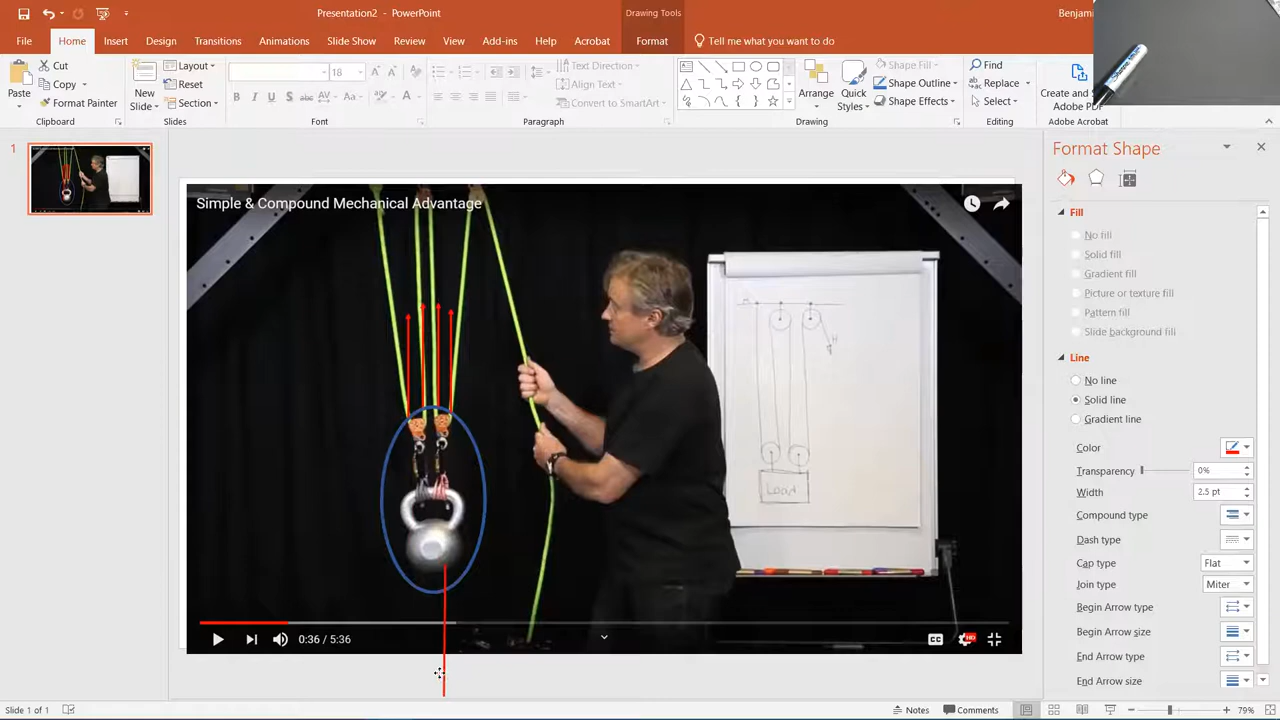 Presentation2 - PowerPoint
Drawing Tools
Benjami
File
Home
Insert
Design
Transitions
Animations
Slide Show
Review
View
Add-ins
Help
Acrobat
Format
Tell me what you want to do
Paste
Cut
Copy
Format Painter
Clipboard
New
Slide
Layout
Reset
Section
Slides
18
B I U S
Font
Text Direction
Align Text
Convert to SmartArt
Paragraph
Arrange
Quick
Styles
Shape Fill
Shape Outline
Shape Effects
Drawing
Find
Replace
Select
Editing
Create and S
Adobe PDF
Adobe Acrobat
1
Simple & Compound Mechanical Advantage
LOAD
0:36 / 5:36
CC
HD
Format Shape
Fill
No fill
Solid fill
Gradient fill
Picture or texture fill
Pattern fill
Slide background fill
Line
No line
Solid line
Gradient line
Color
Transparency
0%
Width
2.5 pt
Compound type
Dash type
Cap type
Flat
Join type
Miter
Begin Arrow type
Begin Arrow size
End Arrow type
End Arrow size
Slide 1 of 1
Notes
Comments
79%